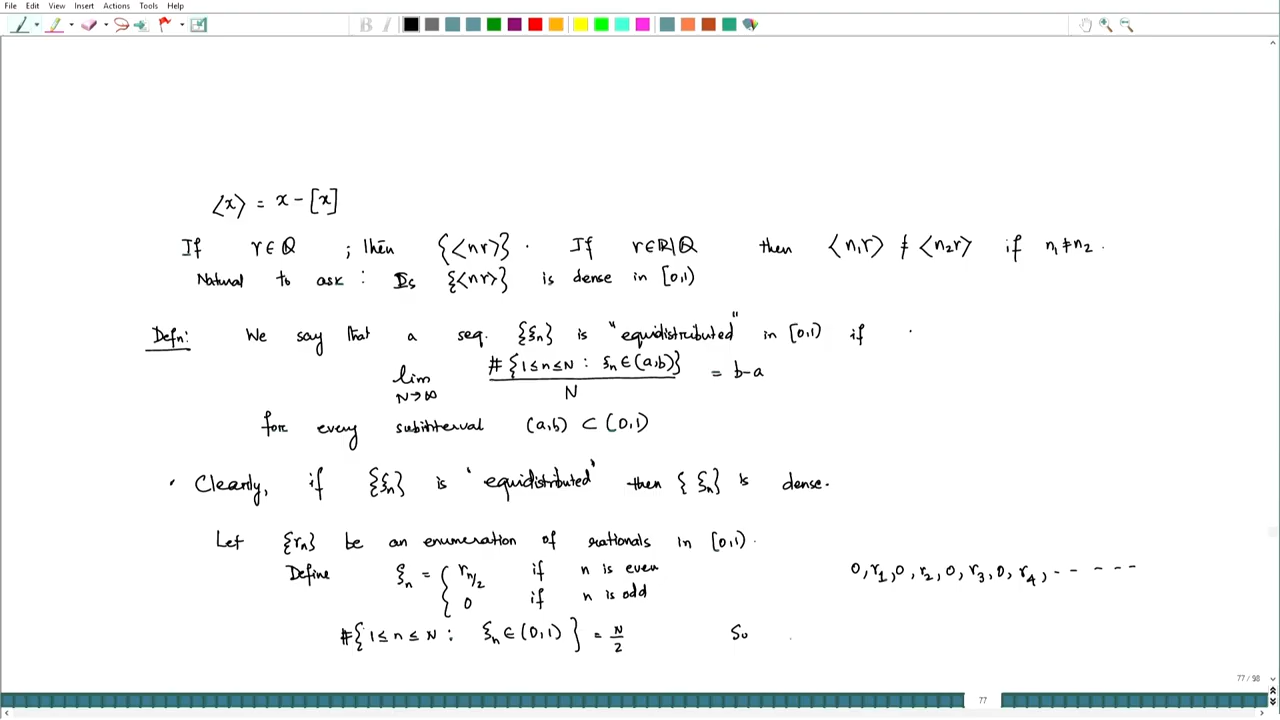 File Edit View Insert Actions Tools Help
B I
⟨x⟩ = x - [x]
If r ∈ ℚ ; then {<nr>} . If r ∈ ℝ\ℚ then ⟨n₁r⟩ ≠ <n₂r> if n₁ ≠ n₂ .
Natural to ask : Is {<nr>} is dense in [0,1)
Defn: We say that a seq. {ξₙ} is "equidistributed" in [0,1) if
lim N→∞ #{1≤n≤N : ξₙ ∈ (a,b)} / N = b-a
for every subinterval (a,b) ⊂ (0,1)
· Clearly, if {ξₙ} is "equidistributed" then {ξₙ} is dense.
Let {rₙ} be an enumeration of rationals in [0,1).
Define ξₙ = { r_{n/2} if n is even
0 if n is odd
0, r₁, 0, r₂, 0, r₃, 0, r₄, - - - - - -
#{1 ≤ n ≤ N : ξₙ ∈ (0,1)} = N/2 So
77 / 98
77